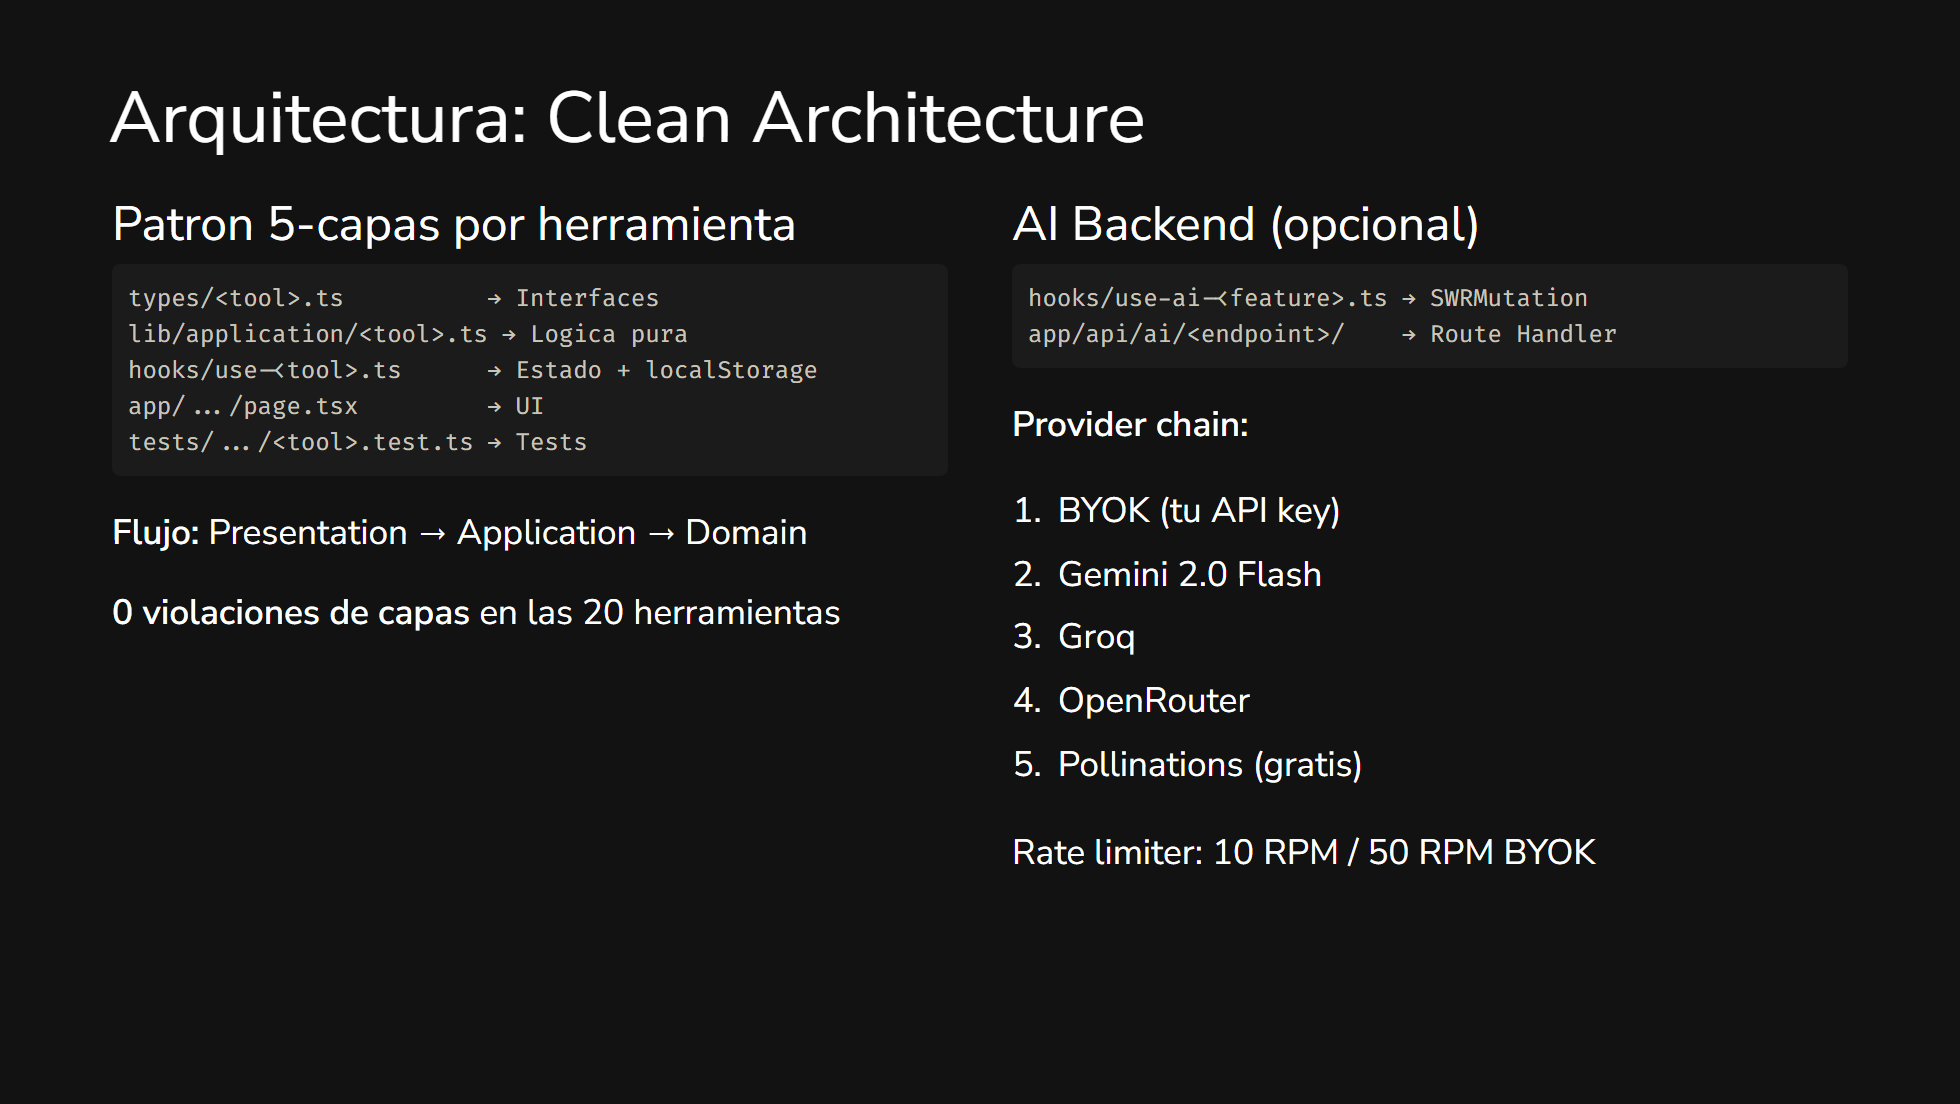 Arquitectura: Clean Architecture
Patron 5-capas por herramienta
types/<tool>.ts → Interfaces
lib/application/<tool>.ts → Logica pura
hooks/use-<tool>.ts → Estado + localStorage
app/.../page.tsx → UI
tests/.../<tool>.test.ts → Tests
Flujo: Presentation → Application → Domain
0 violaciones de capas en las 20 herramientas
AI Backend (opcional)
hooks/use-ai-<feature>.ts → SWRMutation
app/api/ai/<endpoint>/ → Route Handler
Provider chain:
1. BYOK (tu API key)
2. Gemini 2.0 Flash
3. Groq
4. OpenRouter
5. Pollinations (gratis)
Rate limiter: 10 RPM / 50 RPM BYOK